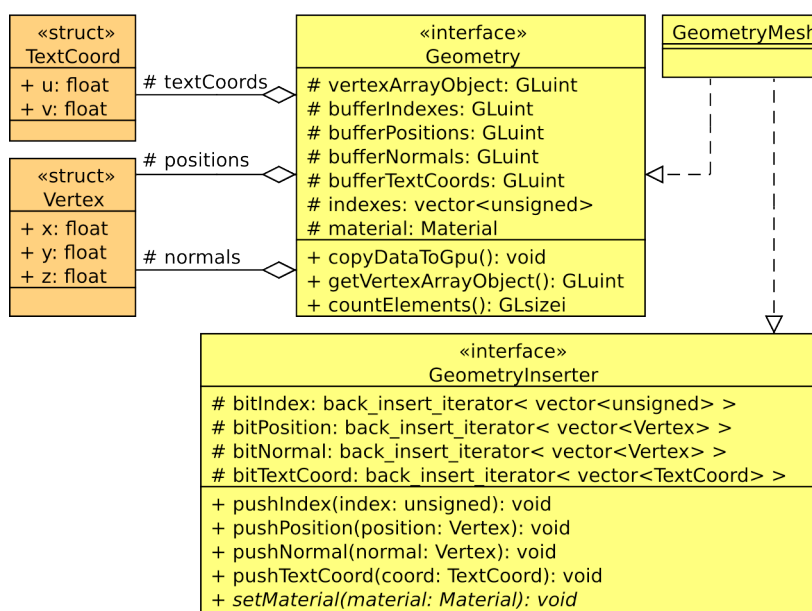 «struct»
TextCoord
+ u: float
+ v: float
# textCoords
«struct»
Vertex
+ x: float
+ y: float
+ z: float
# positions
# normals
«interface»
Geometry
# vertexArrayObject: GLuint
# bufferIndexes: GLuint
# bufferPositions: GLuint
# bufferNormals: GLuint
# bufferTextCoords: GLuint
# indexes: vector<unsigned>
# material: Material
+ copyDataToGpu(): void
+ getVertexArrayObject(): GLuint
+ countElements(): GLsizei
GeometryMesh
«interface»
GeometryInserter
# bitIndex: back_insert_iterator< vector<unsigned> >
# bitPosition: back_insert_iterator< vector<Vertex> >
# bitNormal: back_insert_iterator< vector<Vertex> >
# bitTextCoord: back_insert_iterator< vector<TextCoord> >
+ pushIndex(index: unsigned): void
+ pushPosition(position: Vertex): void
+ pushNormal(normal: Vertex): void
+ pushTextCoord(coord: TextCoord): void
+ setMaterial(material: Material): void